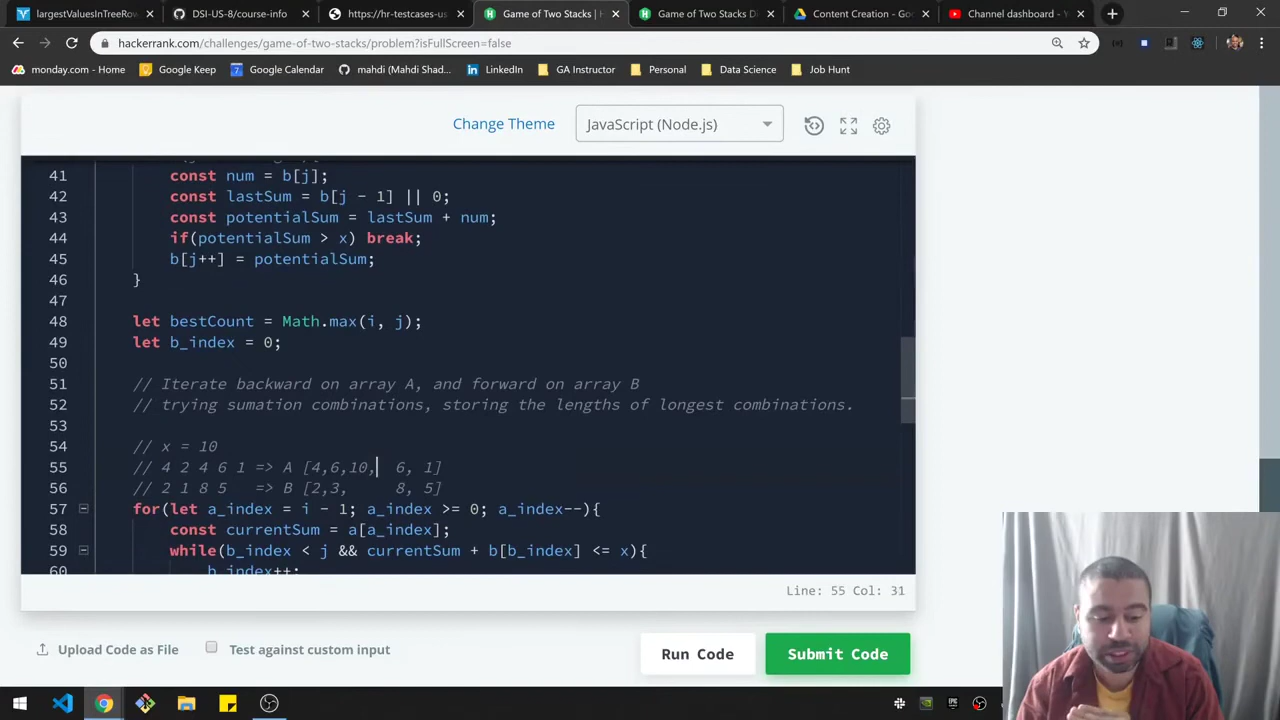 largestValuesInTreeRow
DSI-US-8/course-info
https://hr-testcases-us
Game of Two Stacks | H
Game of Two Stacks Di
Content Creation - Goo
Channel dashboard - Yo
hackerrank.com/challenges/game-of-two-stacks/problem?isFullScreen=false
monday.com - Home
Google Keep
Google Calendar
mahdi (Mahdi Shad...
LinkedIn
GA Instructor
Personal
Data Science
Job Hunt
Change Theme
JavaScript (Node.js)
41 const num = b[j];
42 const lastSum = b[j - 1] || 0;
43 const potentialSum = lastSum + num;
44 if(potentialSum > x) break;
45 b[j++] = potentialSum;
46 }
47
48 let bestCount = Math.max(i, j);
49 let b_index = 0;
50
51 // Iterate backward on array A, and forward on array B
52 // trying sumation combinations, storing the lengths of longest combinations.
53
54 // x = 10
55 // 4 2 4 6 1 => A [4,6,10, 6, 1]
56 // 2 1 8 5 => B [2,3, 8, 5]
57 for(let a_index = i - 1; a_index >= 0; a_index--){
58 const currentSum = a[a_index];
59 while(b_index < j && currentSum + b[b_index] <= x){
60 b_index++;
Line: 55 Col: 31
Upload Code as File
Test against custom input
Run Code
Submit Code